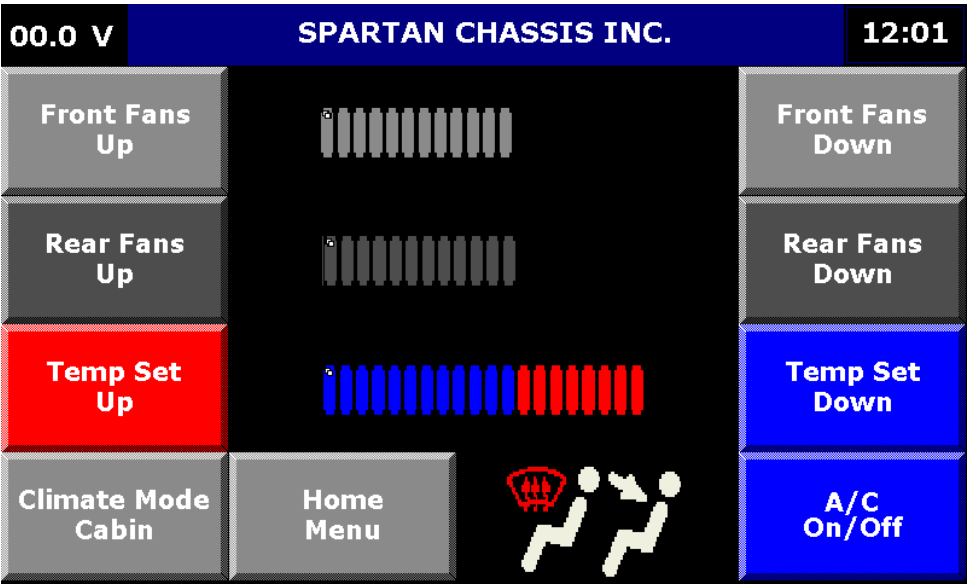 00.0 V
SPARTAN CHASSIS INC.
12:01
Front Fans
Up
Front Fans
Down
Rear Fans
Up
Rear Fans
Down
Temp Set
Up
Temp Set
Down
Climate Mode
Cabin
Home
Menu
A/C
On/Off